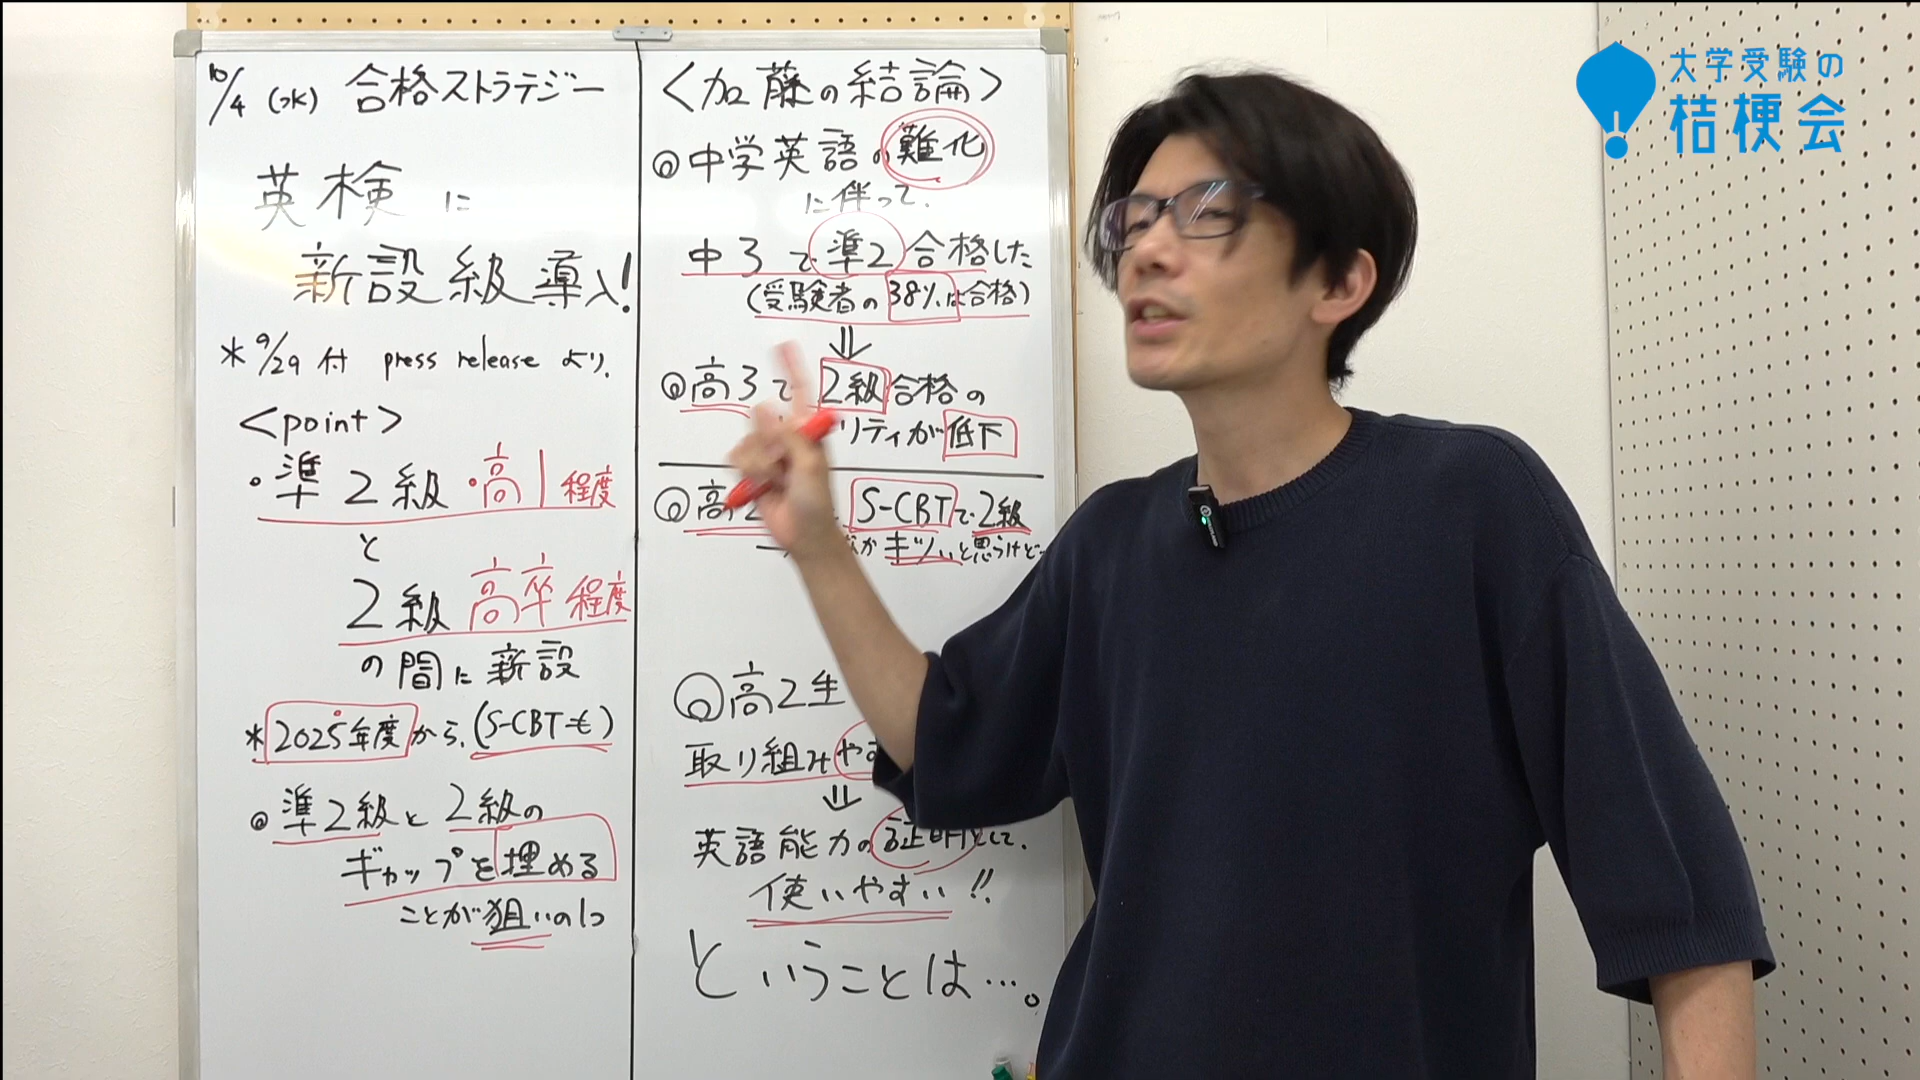 10/4 (水) 合格ストラテジー
英検に
新設級導入!
*9/29付 press release より.
<point>
・準2級・高1程度
と
2級 高卒程度
の間に新設
*2025年度から.(S-CBTも)
◎準2級と2級の
ギャップを埋める
ことが狙いの1つ
<加藤の結論>
◎中学英語の難化
に伴って.
中3で準2合格した
(受験者の38%は合格)
⇓
◎高3で2級合格の
リティが低下
◎高2 S-CBTで2級
か キツいと思うけど…
◎高2生
取り組みやす
⇓
英語能力の証明として.
使いやすい!!
ということは…。
大学受験の
桔梗会